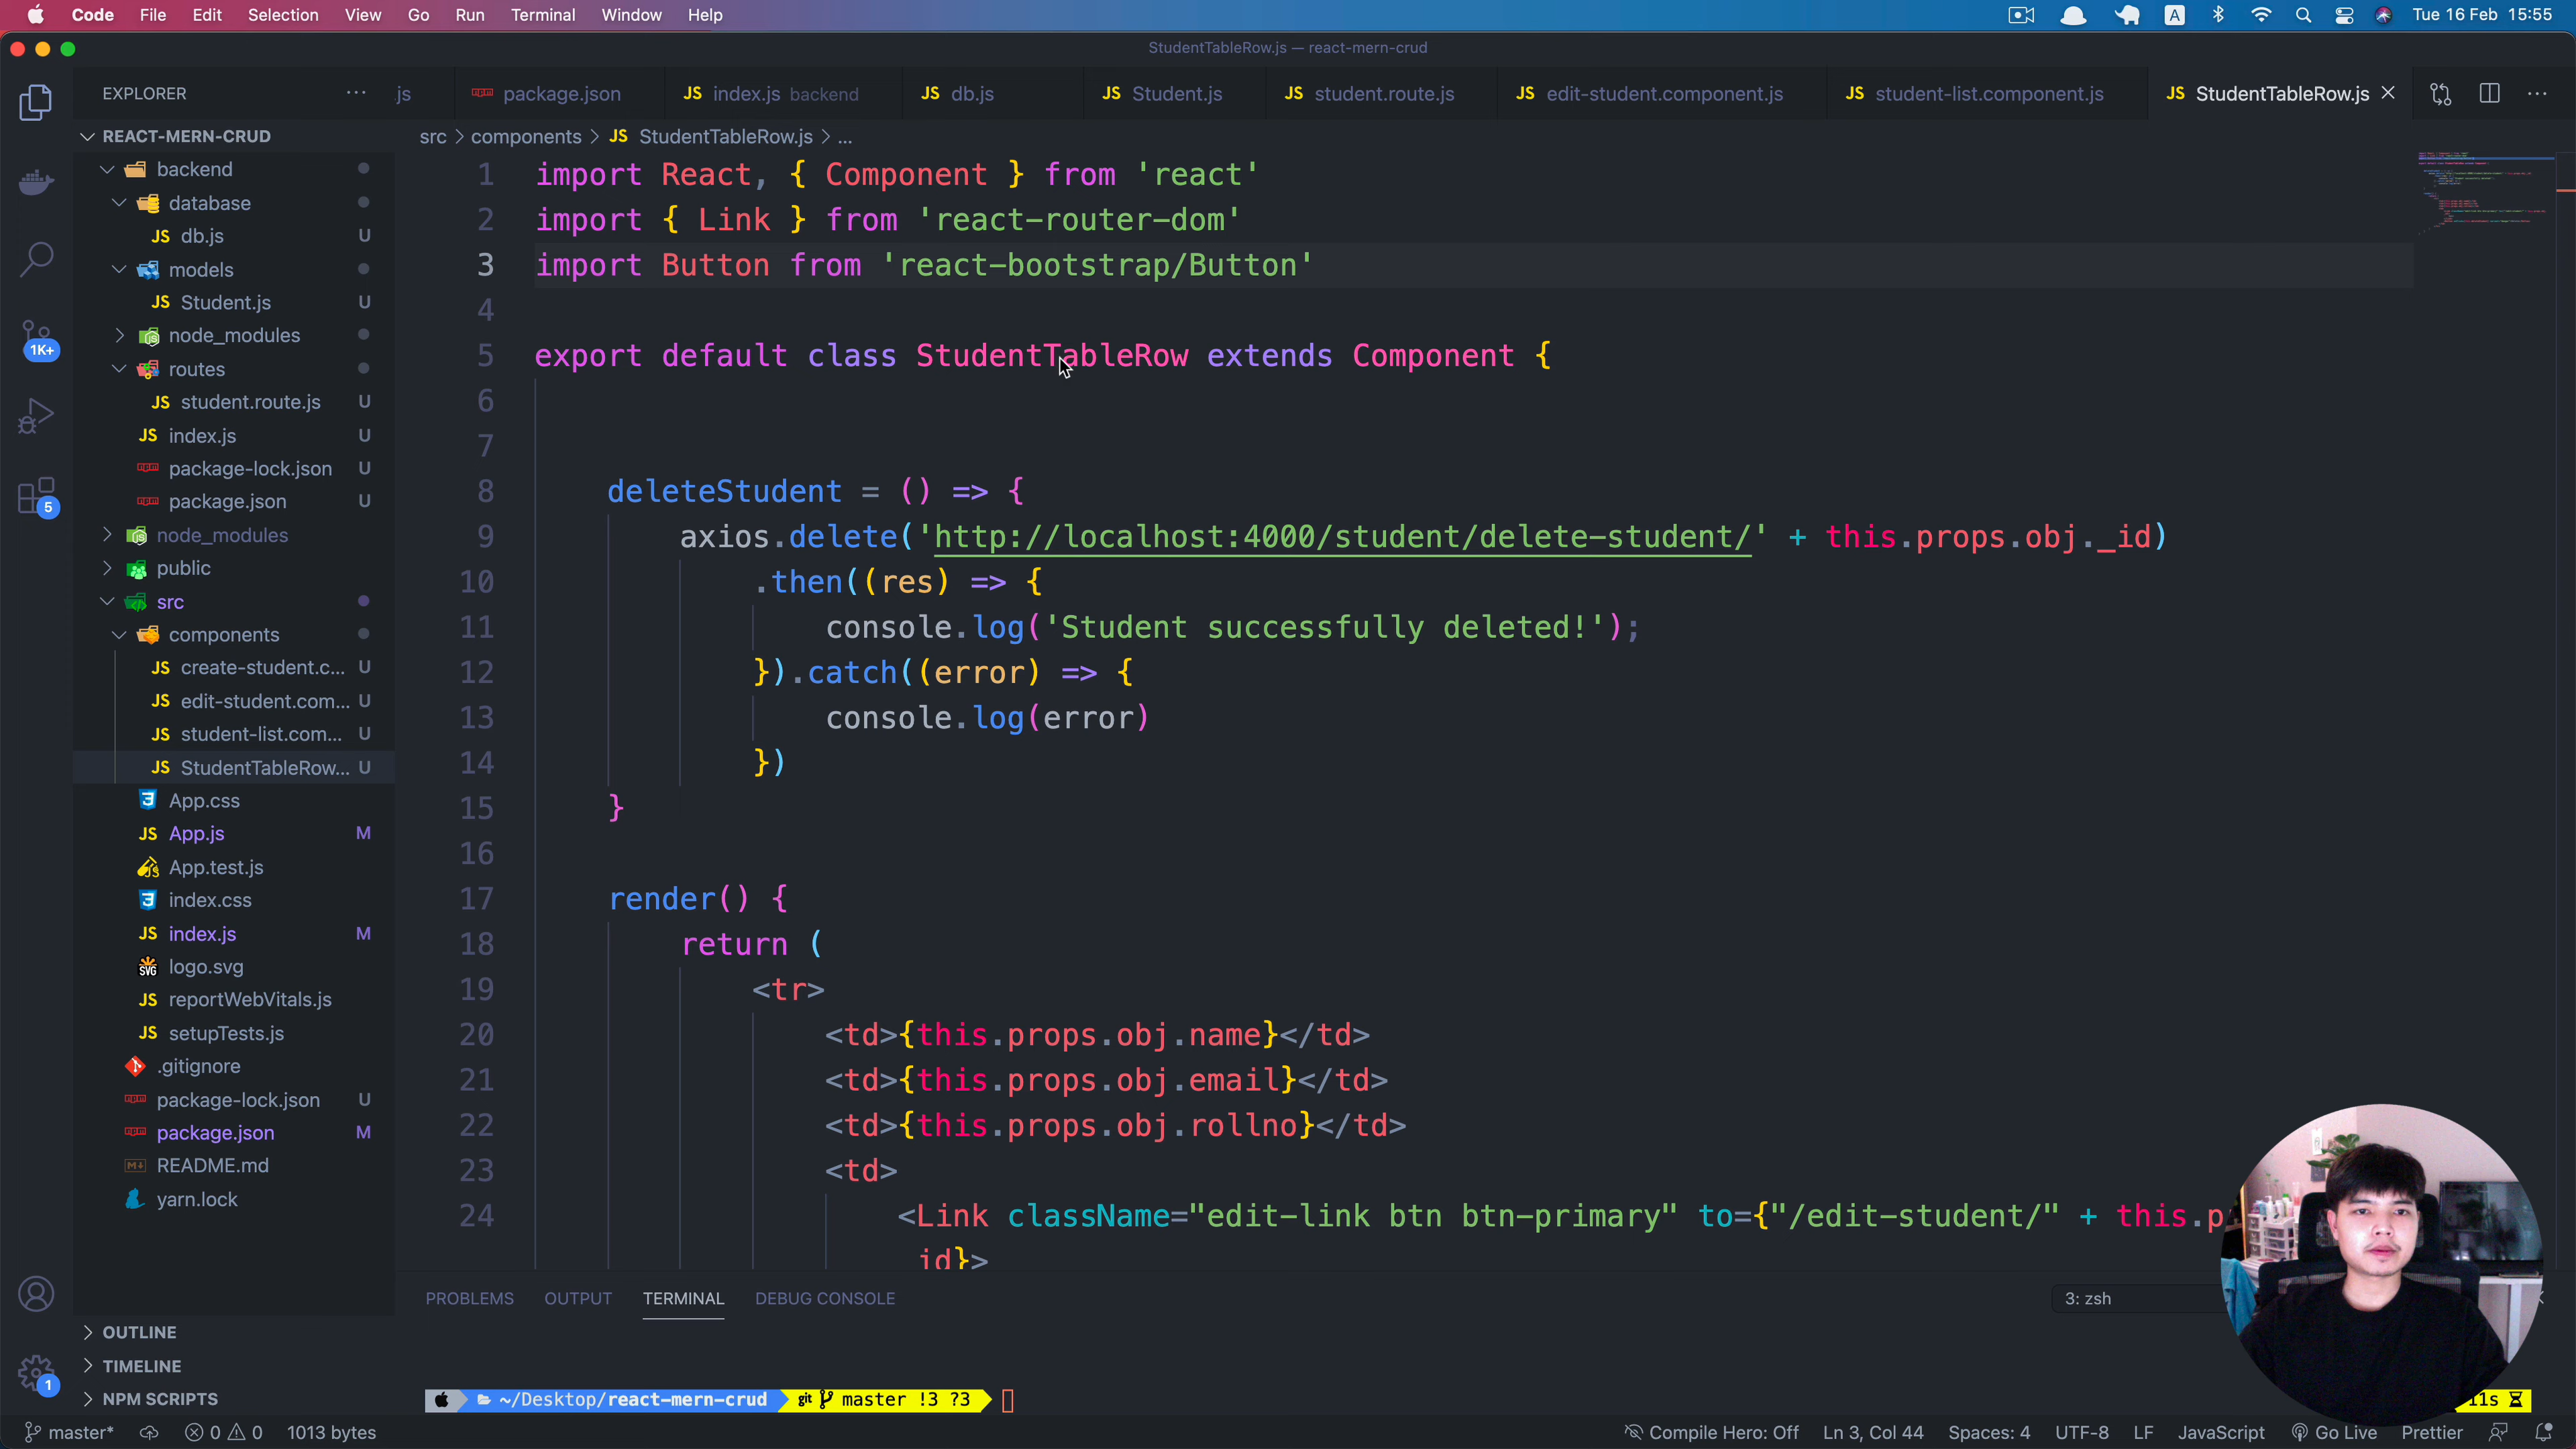 Code File Edit Selection View Go Run Terminal Window Help
A Tue 16 Feb 15:55
StudentTableRow.js — react-mern-crud
EXPLORER ···
js package.json JS index.js backend JS db.js JS Student.js JS student.route.js JS edit-student.component.js JS student-list.component.js JS StudentTableRow.js ···
REACT-MERN-CRUD
src > components > JS StudentTableRow.js > ...
backend
database
JS db.js U
models
JS Student.js U
node_modules
routes
JS student.route.js U
JS index.js U
package-lock.json U
package.json U
node_modules
public
src
components
JS create-student.c... U
JS edit-student.com... U
JS student-list.com... U
JS StudentTableRow... U
App.css
JS App.js M
App.test.js
index.css
JS index.js M
SVG logo.svg
JS reportWebVitals.js
JS setupTests.js
.gitignore
package-lock.json U
package.json M
README.md
yarn.lock
OUTLINE
TIMELINE
NPM SCRIPTS
1K+
5
1
1 import React, { Component } from 'react'
2 import { Link } from 'react-router-dom'
3 import Button from 'react-bootstrap/Button'
4
5 export default class StudentTableRow extends Component {
6
7
8 deleteStudent = () => {
9 axios.delete('http://localhost:4000/student/delete-student/' + this.props.obj._id)
10 .then((res) => {
11 console.log('Student successfully deleted!');
12 }).catch((error) => {
13 console.log(error)
14 })
15 }
16
17 render() {
18 return (
19 <tr>
20 <td>{this.props.obj.name}</td>
21 <td>{this.props.obj.email}</td>
22 <td>{this.props.obj.rollno}</td>
23 <td>
24 <Link className="edit-link btn btn-primary" to={"/edit-student/" + this.p
id}>
PROBLEMS OUTPUT TERMINAL DEBUG CONSOLE 3: zsh
~/Desktop/react-mern-crud git master !3 ?3
11s
master* 0 0 1013 bytes Compile Hero: Off Ln 3, Col 44 Spaces: 4 UTF-8 LF JavaScript Go Live Prettier